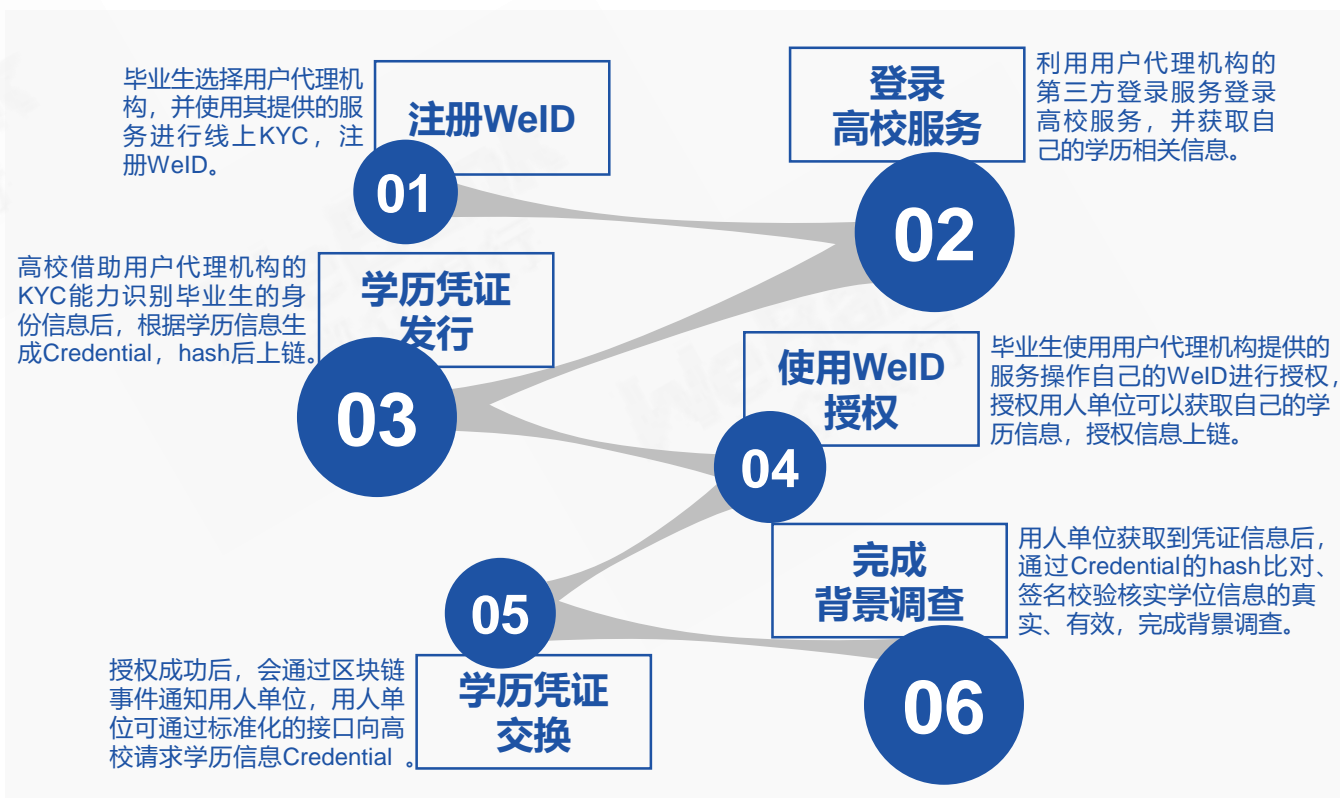 毕业生选择用户代理机
构，并使用其提供的服
务进行线上KYC，注
册WeID。
注册WeID
01
登录
高校服务
02
利用用户代理机构的
第三方登录服务登录
高校服务，并获取自
己的学历相关信息。
高校借助用户代理机构的
KYC能力识别毕业生的身
份信息后，根据学历信息生
成Credential，hash后上链。
学历凭证
发行
03
使用WeID
授权
04
毕业生使用用户代理机构提供的
服务操作自己的WeID进行授权，
授权用人单位可以获取自己的学
历信息，授权信息上链。
05
授权成功后，会通过区块链
事件通知用人单位，用人单
位可通过标准化的接口向高
校请求学历信息Credential 。
学历凭证
交换
完成
背景调查
06
用人单位获取到凭证信息后，
通过Credential的hash比对、
签名校验核实学位信息的真
实、有效，完成背景调查。